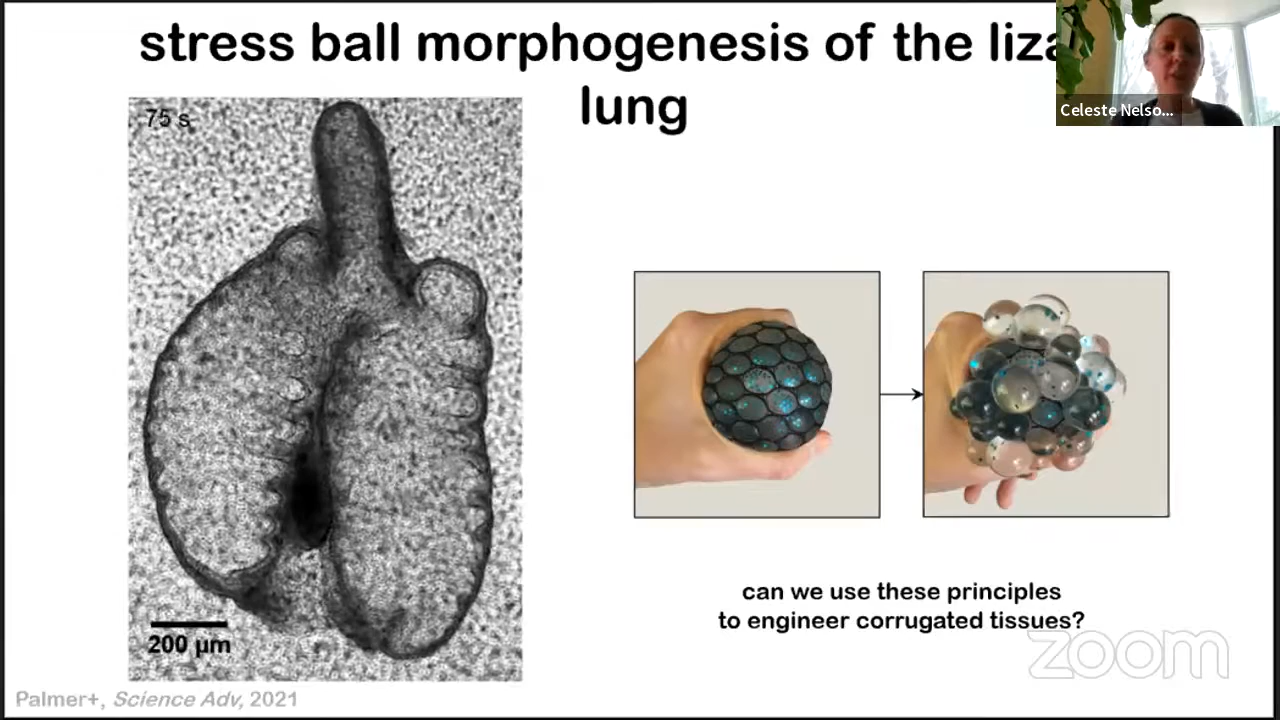 stress ball morphogenesis of the liza
lung
Celeste Nelso...
75 s
can we use these principles
to engineer corrugated tissues?
200 µm
zoom
Palmer+, Science Adv, 2021